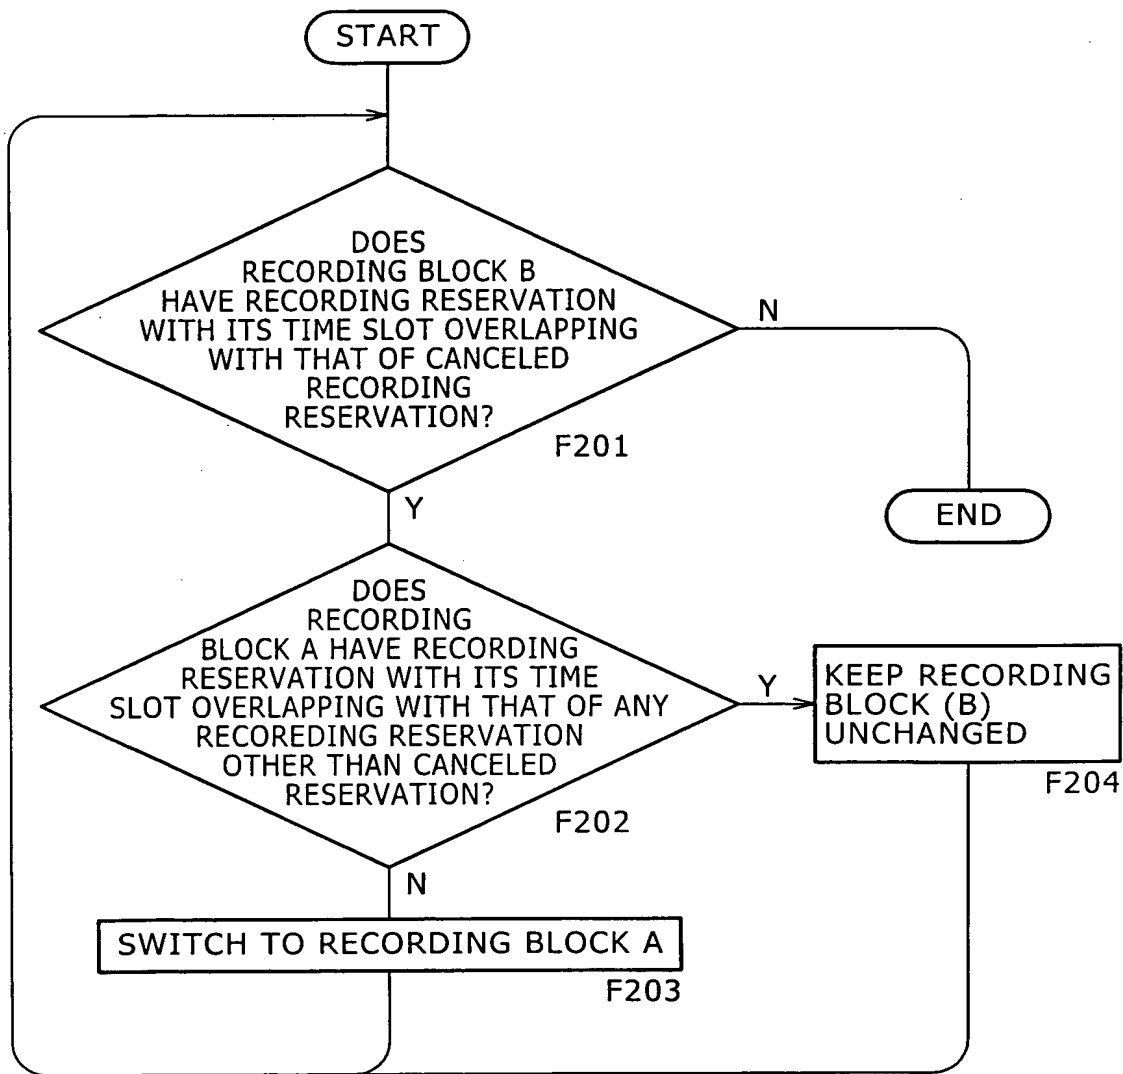 START
DOES
RECORDING BLOCK B
HAVE RECORDING RESERVATION
WITH ITS TIME SLOT OVERLAPPING
WITH THAT OF CANCELED
RECORDING
RESERVATION?
N
F201
Y
END
DOES
RECORDING
BLOCK A HAVE RECORDING
RESERVATION WITH ITS TIME
SLOT OVERLAPPING WITH THAT OF ANY
RECOREDING RESERVATION
OTHER THAN CANCELED
RESERVATION?
Y
KEEP RECORDING
BLOCK (B)
UNCHANGED
F204
F202
N
SWITCH TO RECORDING BLOCK A
F203